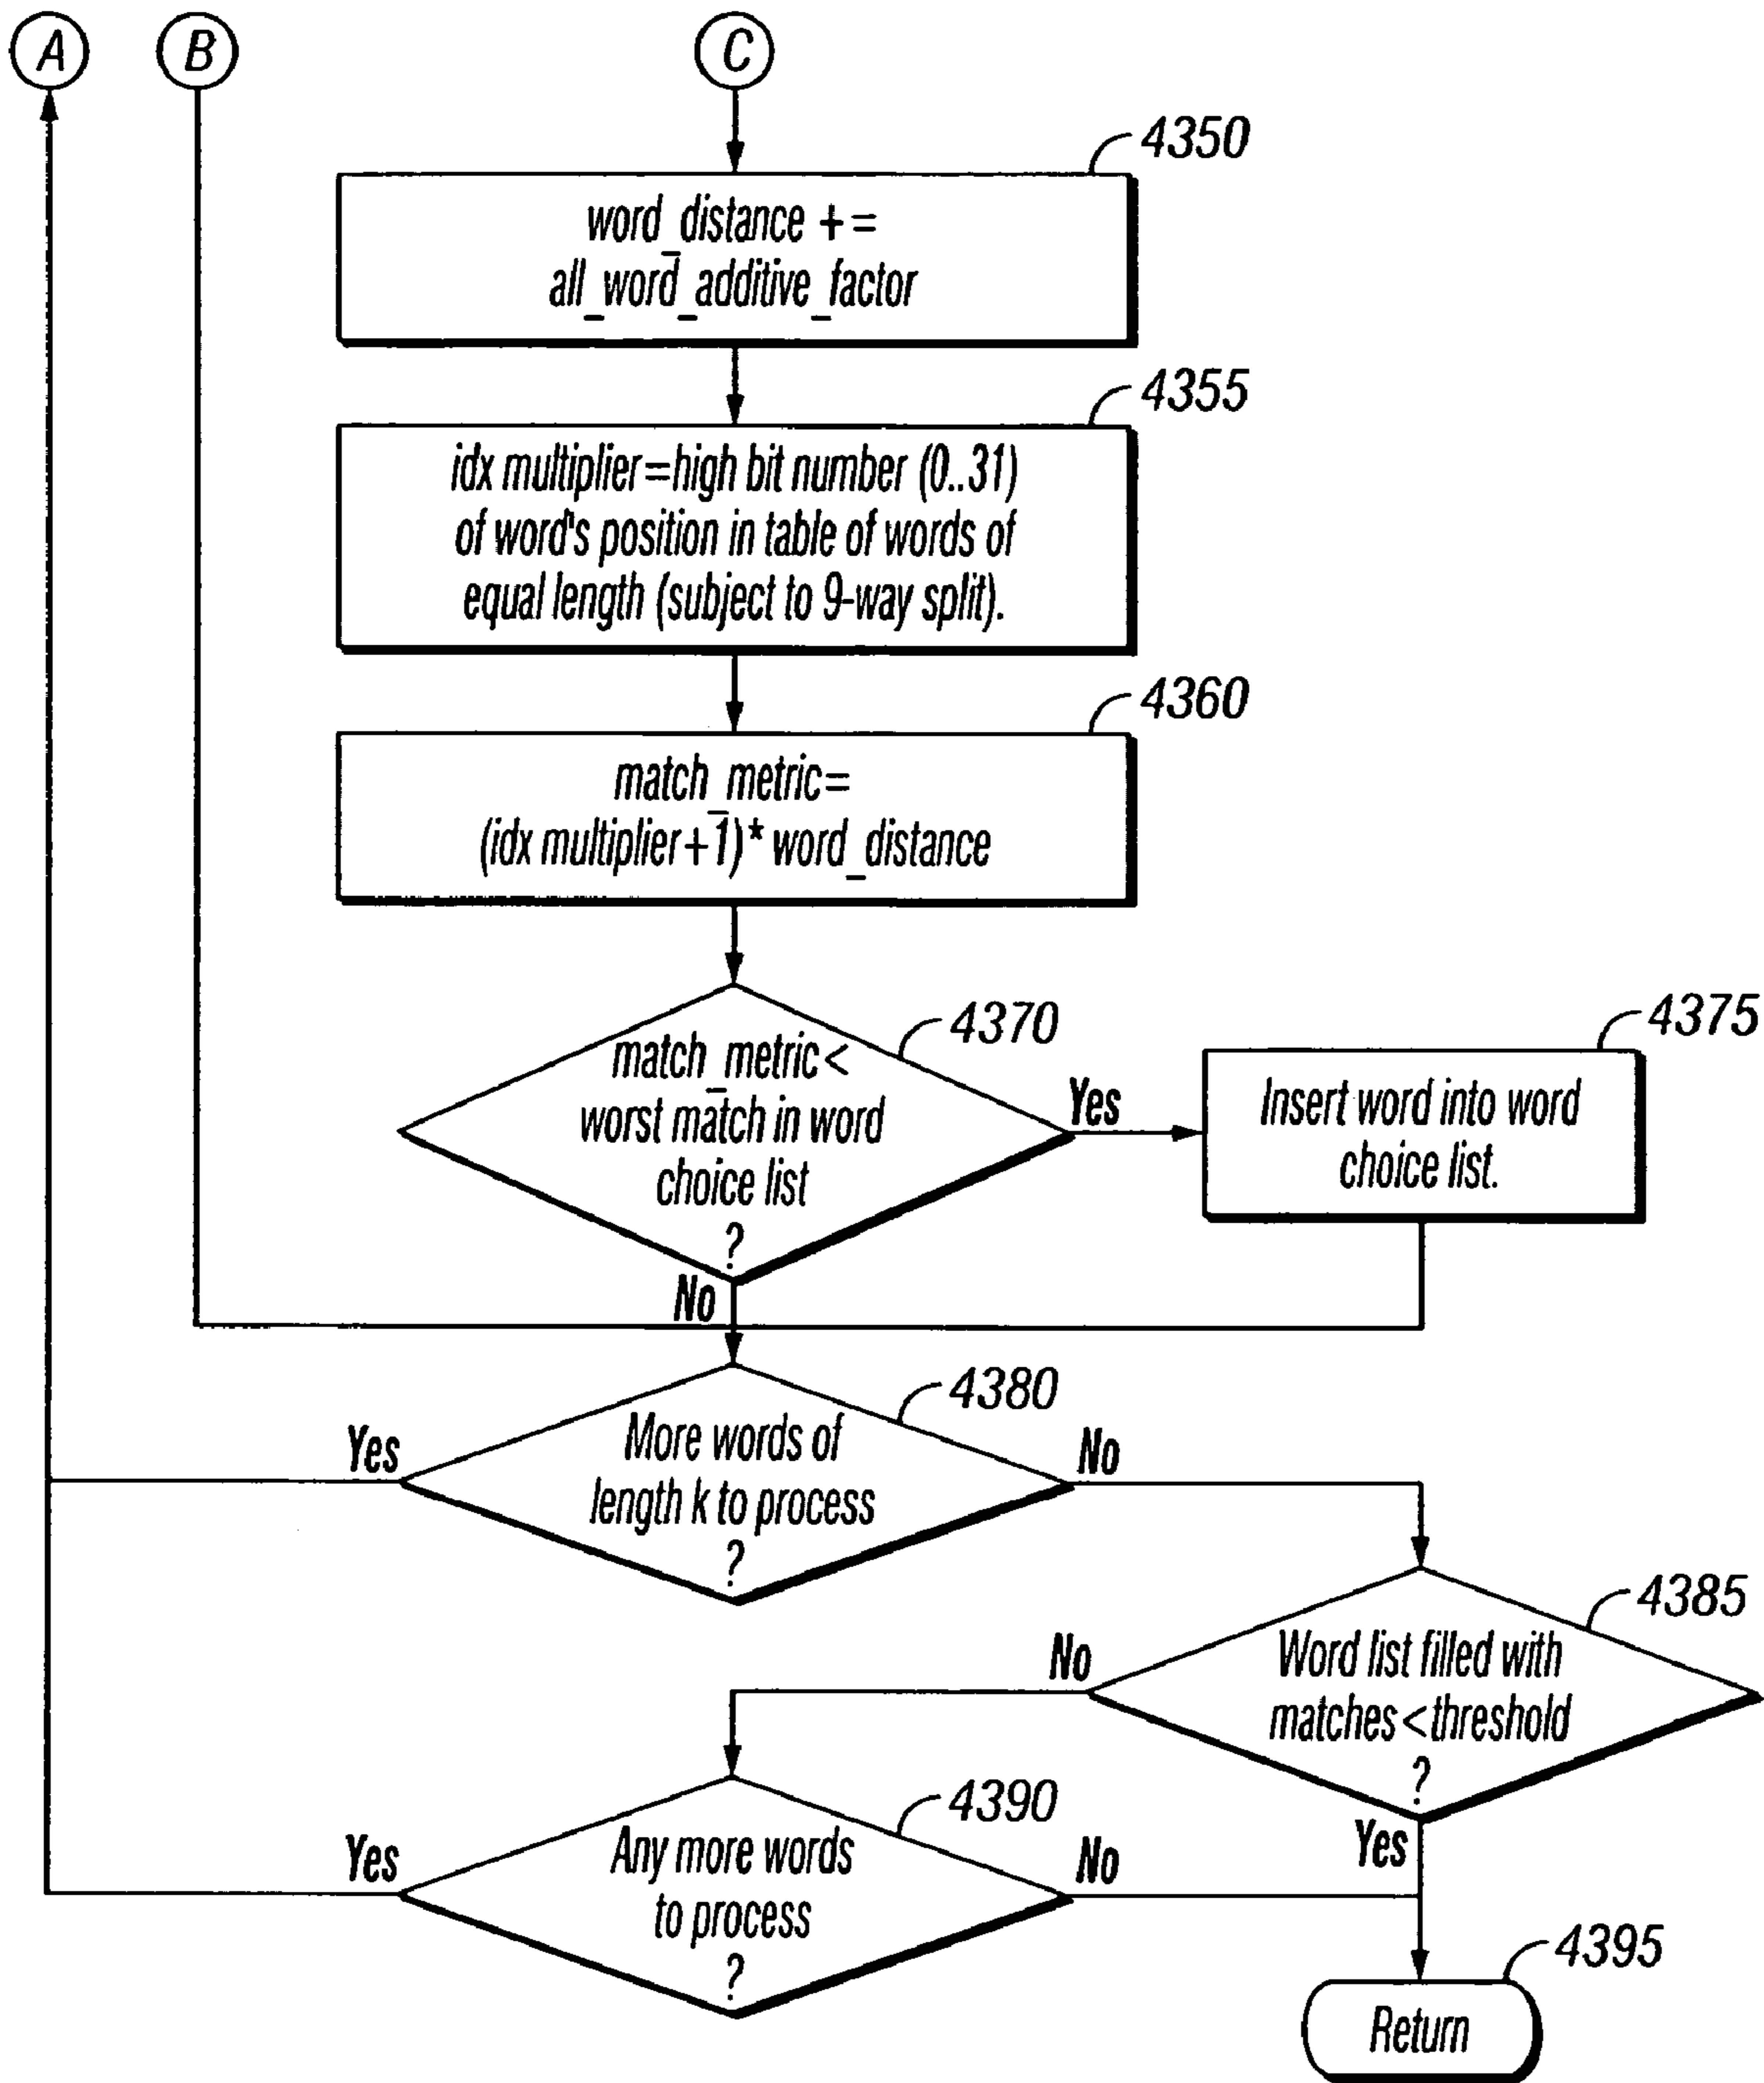 A
B
C
4350
word_distance +=
all_word_additive_factor
4355
idx multiplier=high bit number (0..31)
of word's position in table of words of
equal length (subject to 9-way split).
4360
match_metric=
(idx multiplier+1)* word_distance
4370
match_metric<
worst match in word
choice list
?
Yes
No
4375
Insert word into word
choice list.
4380
More words of
length k to process
?
Yes
No
4385
Word list filled with
matches<threshold
?
No
Yes
4390
Any more words
to process
?
Yes
No
4395
Return